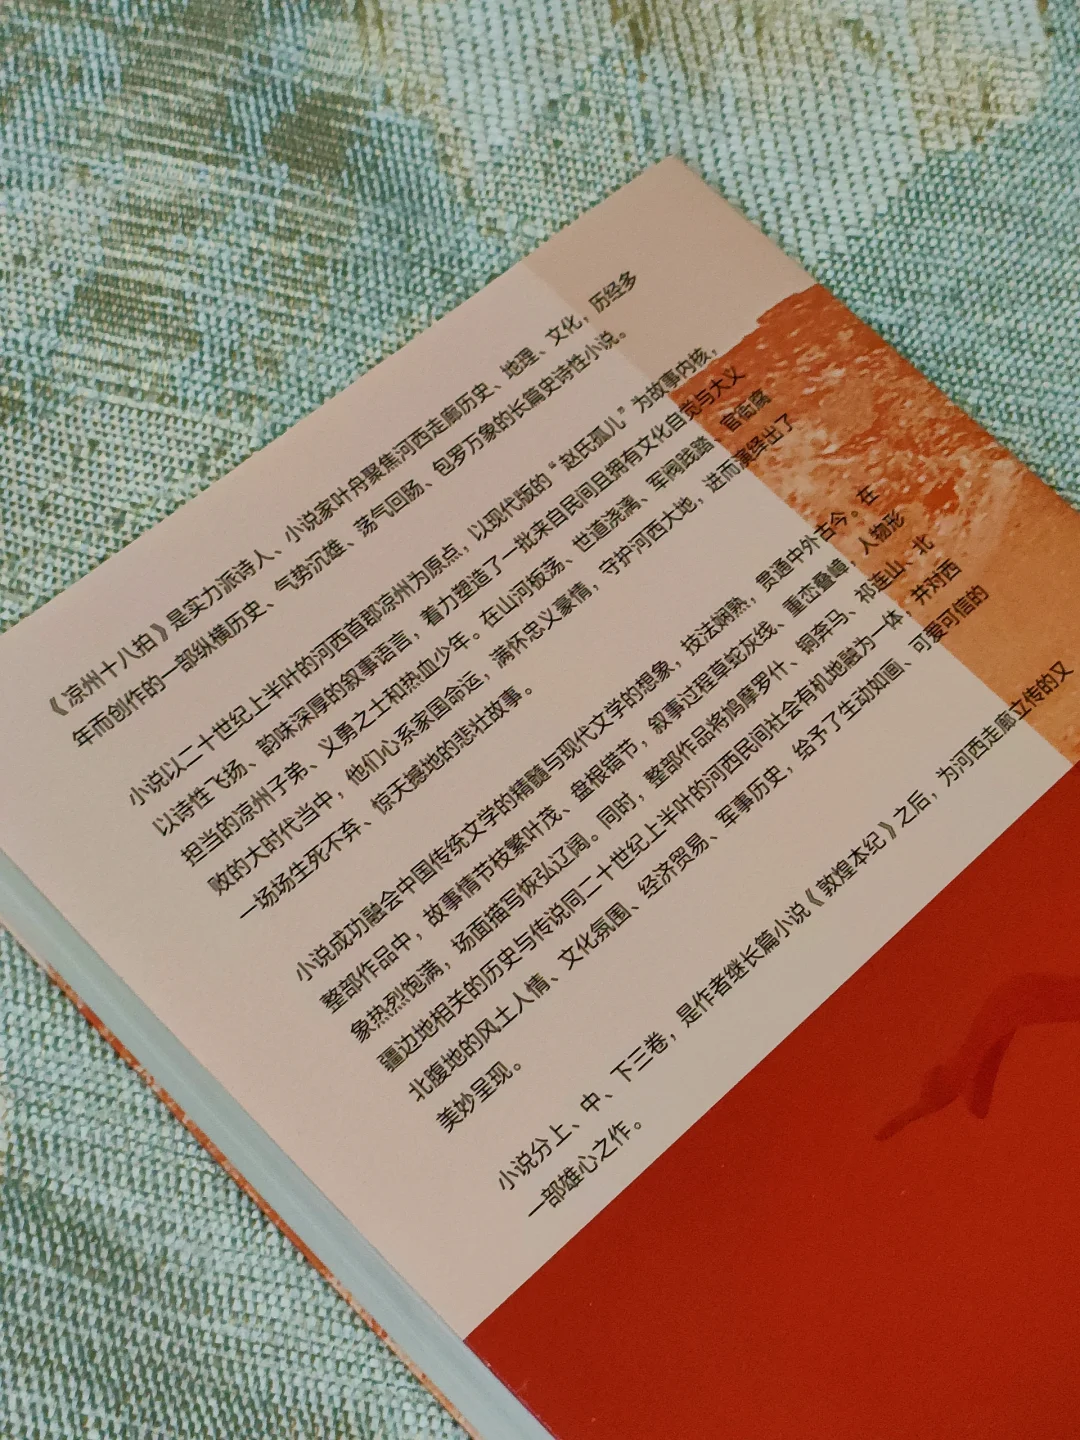 《凉州十八拍》是实力派诗人、小说家叶舟聚焦河西走廊历史、地理、文化，历经多
年而创作的一部纵横历史、气势沉雄、荡气回肠、包罗万象的长篇史诗性小说。
小说以二十世纪上半叶的河西首郡凉州为原点，以现代版的“赵氏孤儿”为故事内核，
以诗性飞扬、韵味深厚的叙事语言，着力塑造了一批来自民间且拥有文化自觉与大义
担当的凉州子弟、义勇之士和热血少年。在山河板荡、世道浇漓、军阀践踏、官衙腐
败的大时代当中，他们心系家国命运，满怀忠义豪情，守护河西大地，进而演绎出了
一场场生死不弃、惊天撼地的悲壮故事。
小说成功融会中国传统文学的精髓与现代文学的想象，技法娴熟，贯通中外古今。在
整部作品中，故事情节枝繁叶茂、盘根错节，叙事过程草蛇灰线、重峦叠嶂，人物形
象热烈饱满，场面描写恢弘辽阔。同时，整部作品将鸠摩罗什、铜奔马、祁连山、北
疆边地相关的历史与传说同二十世纪上半叶的河西民间社会有机地融为一体，并对西
北腹地的风土人情、文化氛围、经济贸易、军事历史，给予了生动如画、可爱可信的
美妙呈现。
小说分上、中、下三卷，是作者继长篇小说《敦煌本纪》之后，为河西走廊立传的又
一部雄心之作。